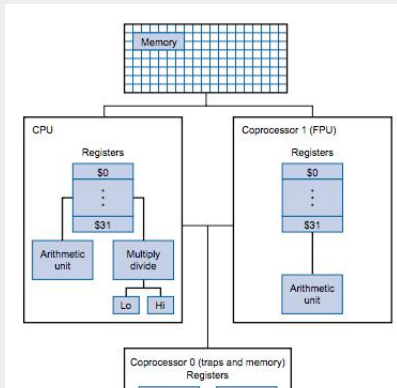 Memory
CPU
Registers
$0
$31
Arithmetic
unit
Multiply
divide
Lo
Hi
Coprocessor 1 (FPU)
Registers
$0
$31
Arithmetic
unit
Coprocessor 0 (traps and memory)
Registers